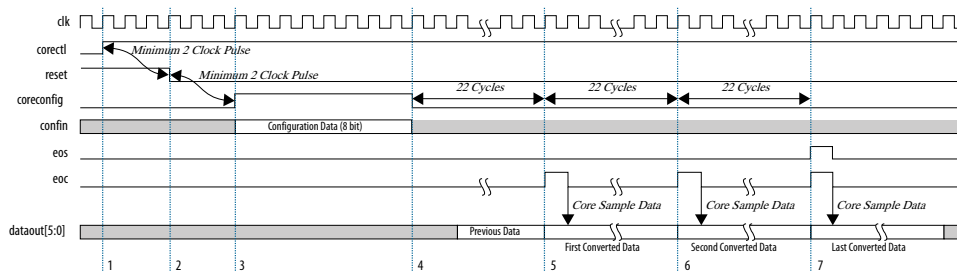 clk
corectl
Minimum 2 Clock Pulse
reset
Minimum 2 Clock Pulse
coreconfig
22 Cycles 22 Cycles 22 Cycles
confin
Configuration Data (8 bit)
eos
eoc
Core Sample Data Core Sample Data Core Sample Data
dataout[5:0]
Previous Data
First Converted Data Second Converted Data Last Converted Data
1 2 3 4 5 6 7